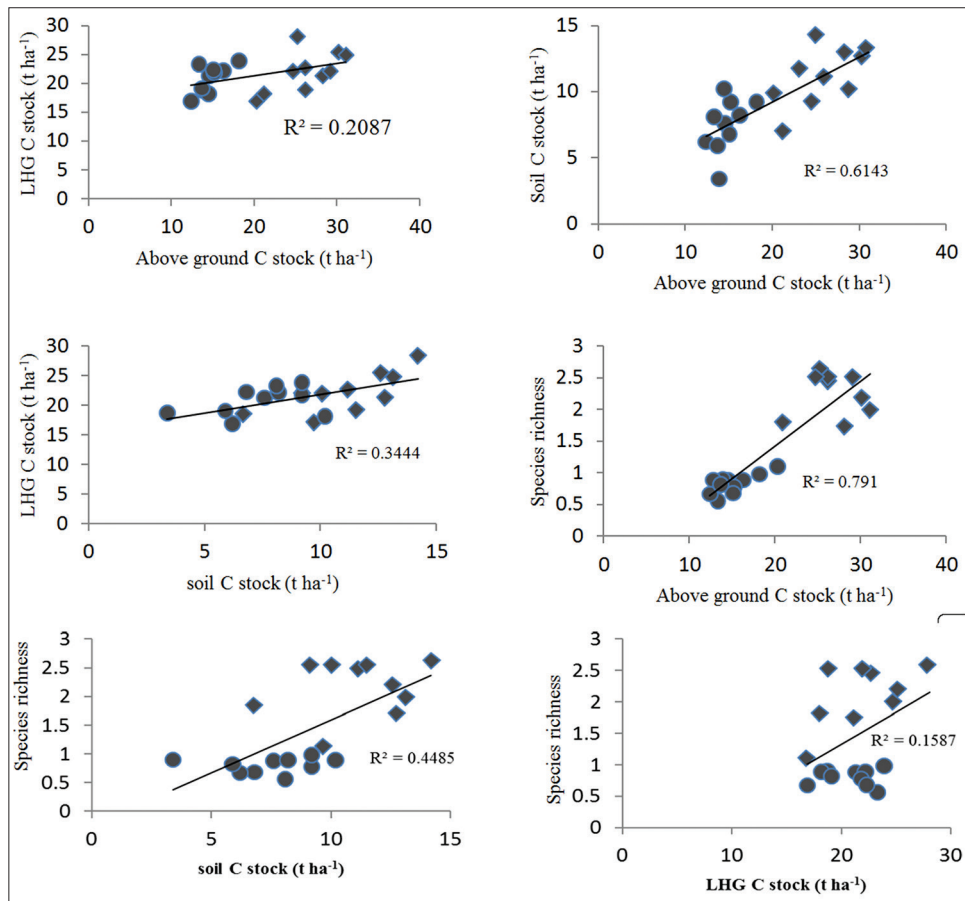 LHG C stock (t ha-1)
30
25
20
15
10
5
0
R² = 0.2087
0 10 20 30 40
Above ground C stock (t ha-1)
Soil C stock (t ha-1)
15
10
5
0
R² = 0.6143
0 10 20 30 40
Above ground C stock (t ha-1)
LHG C stock (t ha-1)
30
25
20
15
10
5
0
R² = 0.3444
0 5 10 15
soil C stock (t ha-1)
Species richness
3
2.5
2
1.5
1
0.5
0
R² = 0.791
0 10 20 30 40
Above ground C stock (t ha-1)
Species richness
3
2.5
2
1.5
1
0.5
0
R² = 0.4485
0 5 10 15
soil C stock (t ha-1)
Species richness
3
2.5
2
1.5
1
0.5
0
R² = 0.1587
0 10 20 30
LHG C stock (t ha-1)